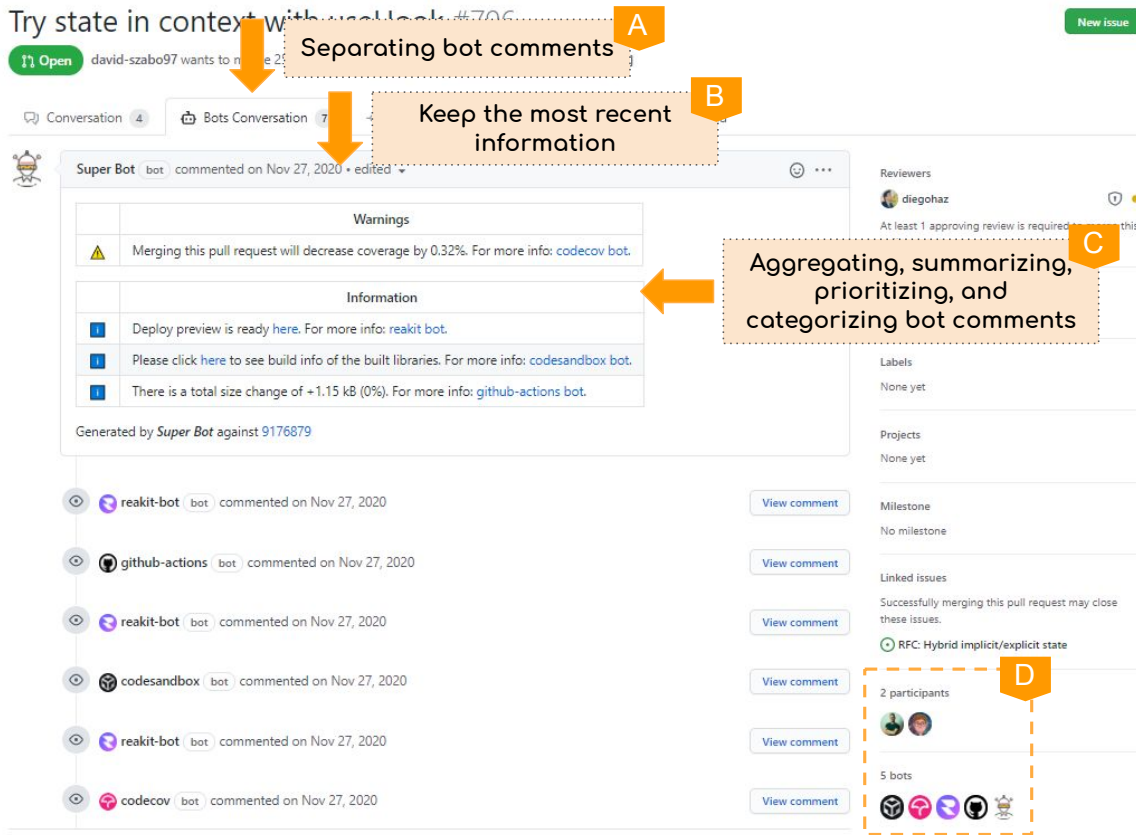 Try state in context with useHook #706
A
Separating bot comments
New issue
Open david-szabo97 wants to
B
Conversation 4
Bots Conversation 7
Keep the most recent
information
Super Bot bot commented on Nov 27, 2020 • edited
Reviewers
diegohaz
At least 1 approving review is required to merge this
Warnings
Merging this pull request will decrease coverage by 0.32%. For more info: codecov bot.
C
Aggregating, summarizing,
prioritizing, and
categorizing bot comments
Information
Deploy preview is ready here. For more info: reakit bot.
Please click here to see build info of the built libraries. For more info: codesandbox bot.
There is a total size change of +1.15 kB (0%). For more info: github-actions bot.
Generated by Super Bot against 9176879
Labels
None yet
Projects
None yet
reakit-bot bot commented on Nov 27, 2020 View comment
github-actions bot commented on Nov 27, 2020 View comment
reakit-bot bot commented on Nov 27, 2020 View comment
codesandbox bot commented on Nov 27, 2020 View comment
reakit-bot bot commented on Nov 27, 2020 View comment
codecov bot commented on Nov 27, 2020 View comment
Milestone
No milestone
Linked issues
Successfully merging this pull request may close
these issues.
RFC: Hybrid implicit/explicit state
D
2 participants
5 bots